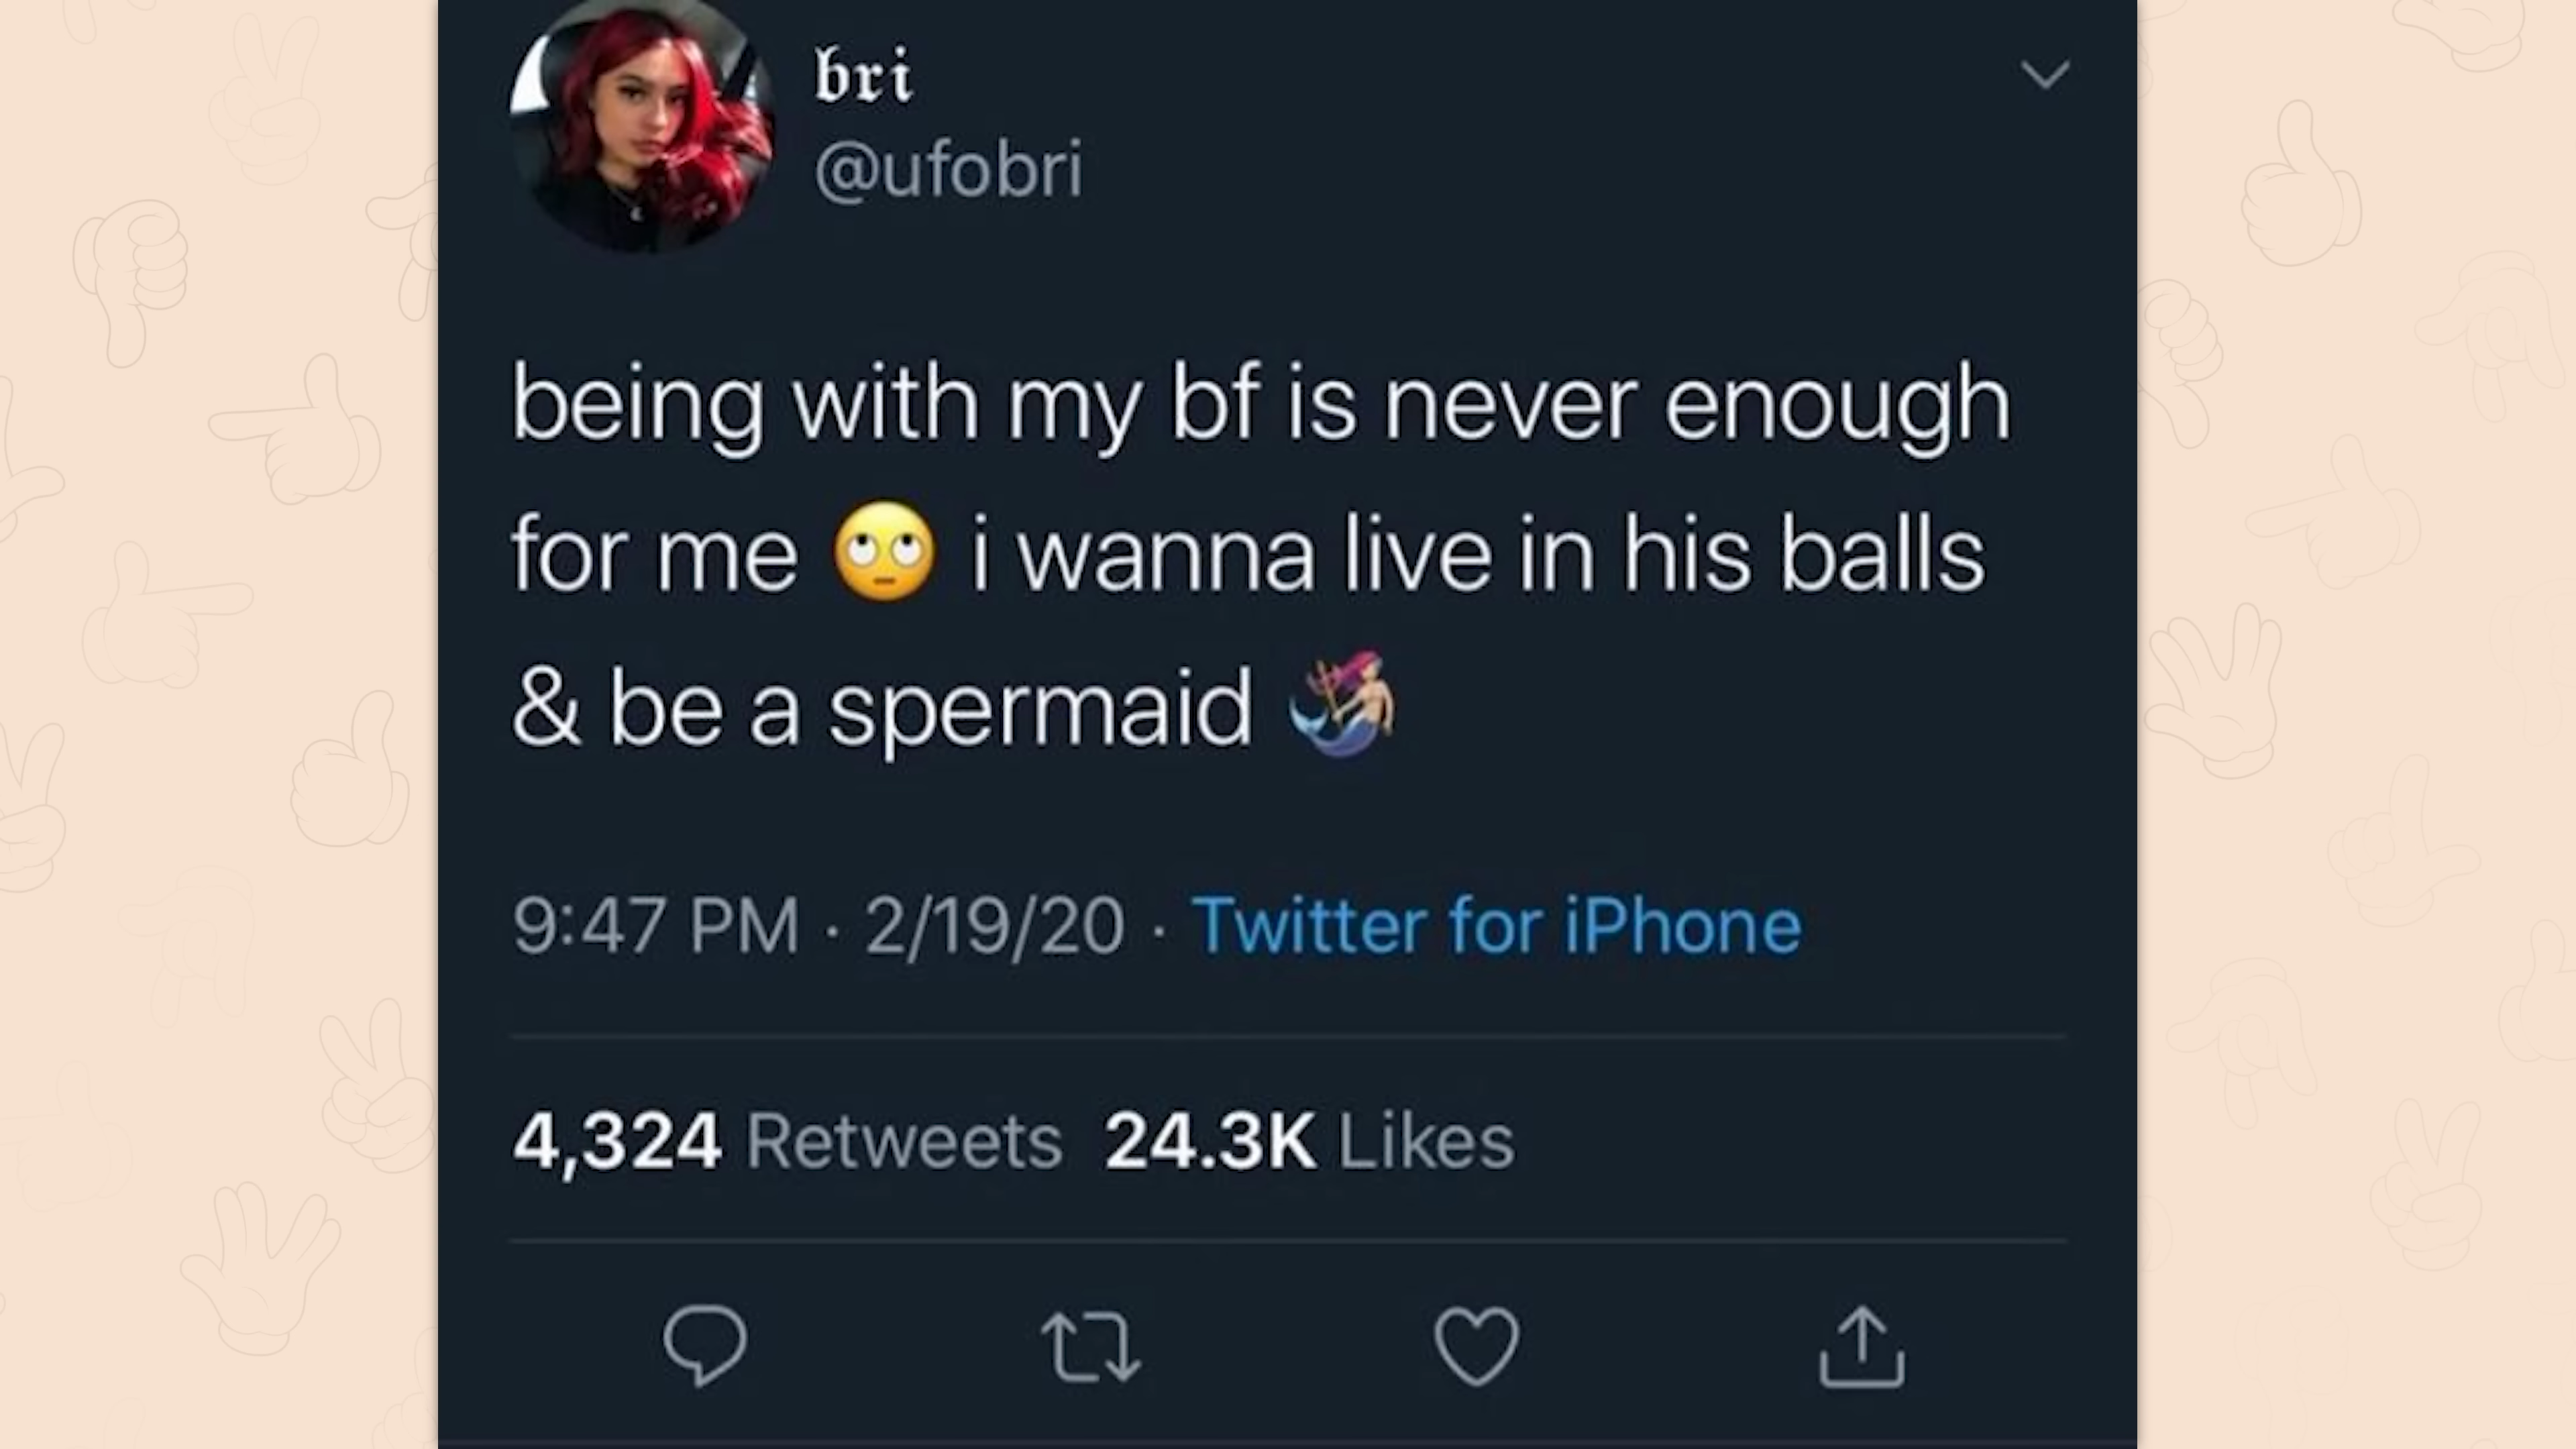 bri
@ufobri
being with my bf is never enough
for me 🙄 i wanna live in his balls
& be a spermaid 🧜
9:47 PM · 2/19/20 · Twitter for iPhone
4,324 Retweets 24.3K Likes